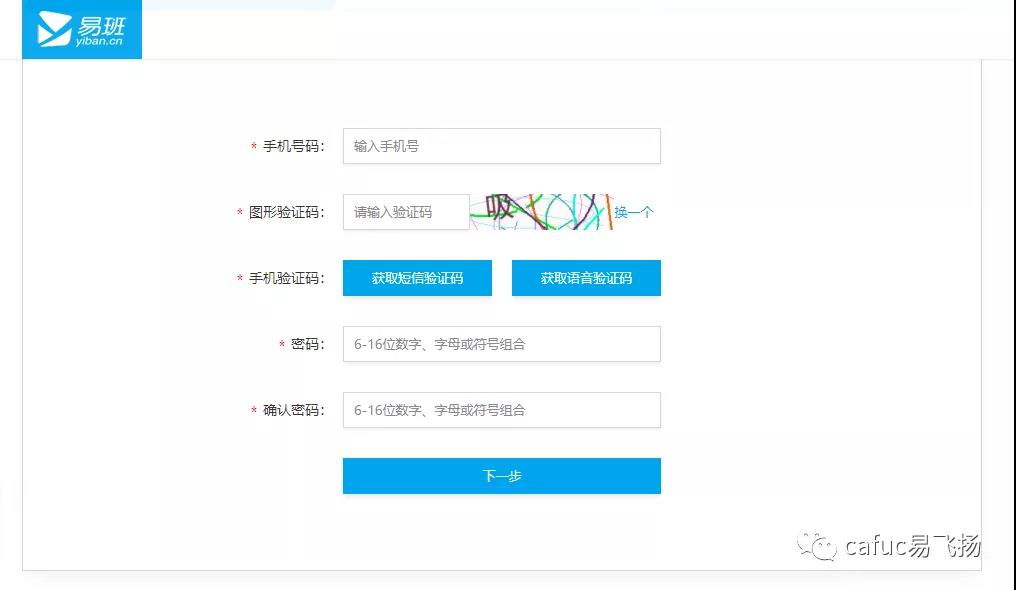 易班
yiban.cn
* 手机号码： 输入手机号
* 图形验证码： 请输入验证码 吸 换一个
* 手机验证码： 获取短信验证码 获取语音验证码
* 密码： 6-16位数字、字母或符号组合
* 确认密码： 6-16位数字、字母或符号组合
下一步
cafuc易飞扬